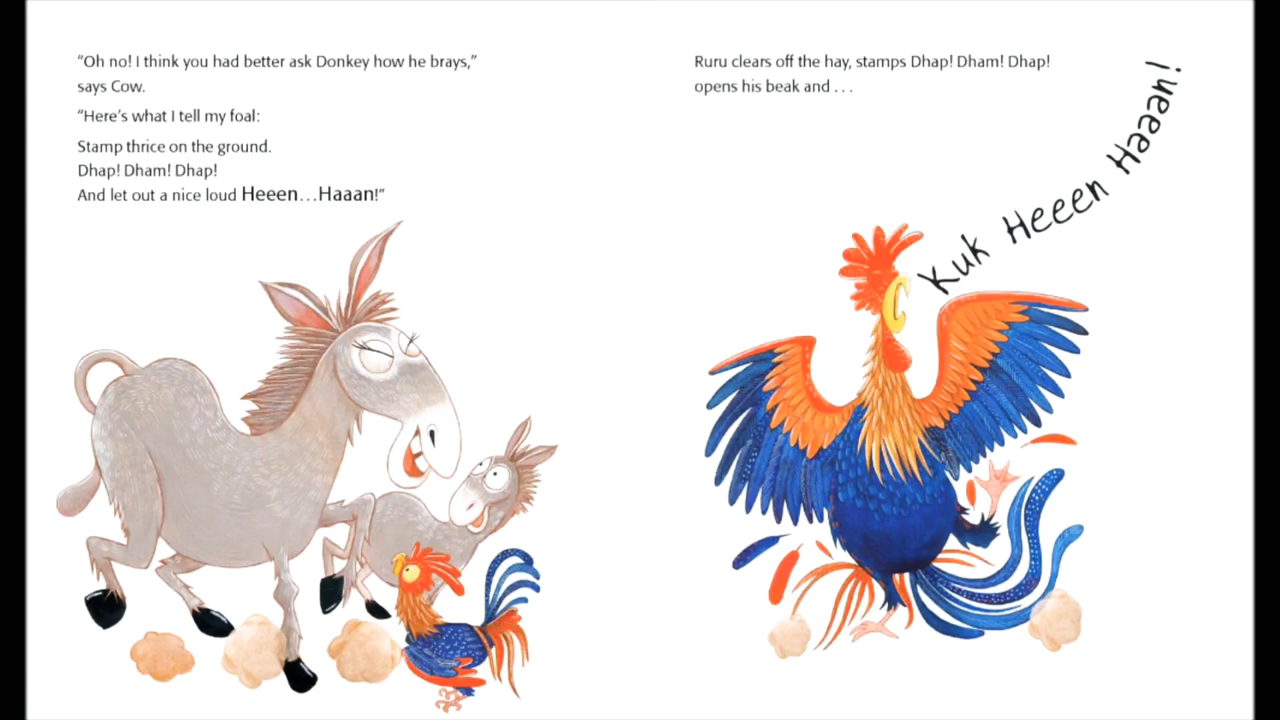 “Oh no! I think you had better ask Donkey how he brays,”
says Cow.
“Here’s what I tell my foal:
Stamp thrice on the ground.
Dhap! Dham! Dhap!
And let out a nice loud Heeen...Haaan!”
Ruru clears off the hay, stamps Dhap! Dham! Dhap!
opens his beak and . . .
Kuk Heeen Haaan!